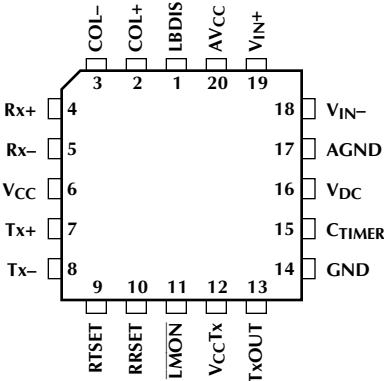 COL– COL+ LBDIS AVCC VIN+
3 2 1 20 19
Rx+ 4 18 VIN–
Rx– 5 17 AGND
VCC 6 16 VDC
Tx+ 7 15 CTIMER
Tx– 8 14 GND
9 10 11 12 13
RTSET RRSET LMON VCCTx TxOUT